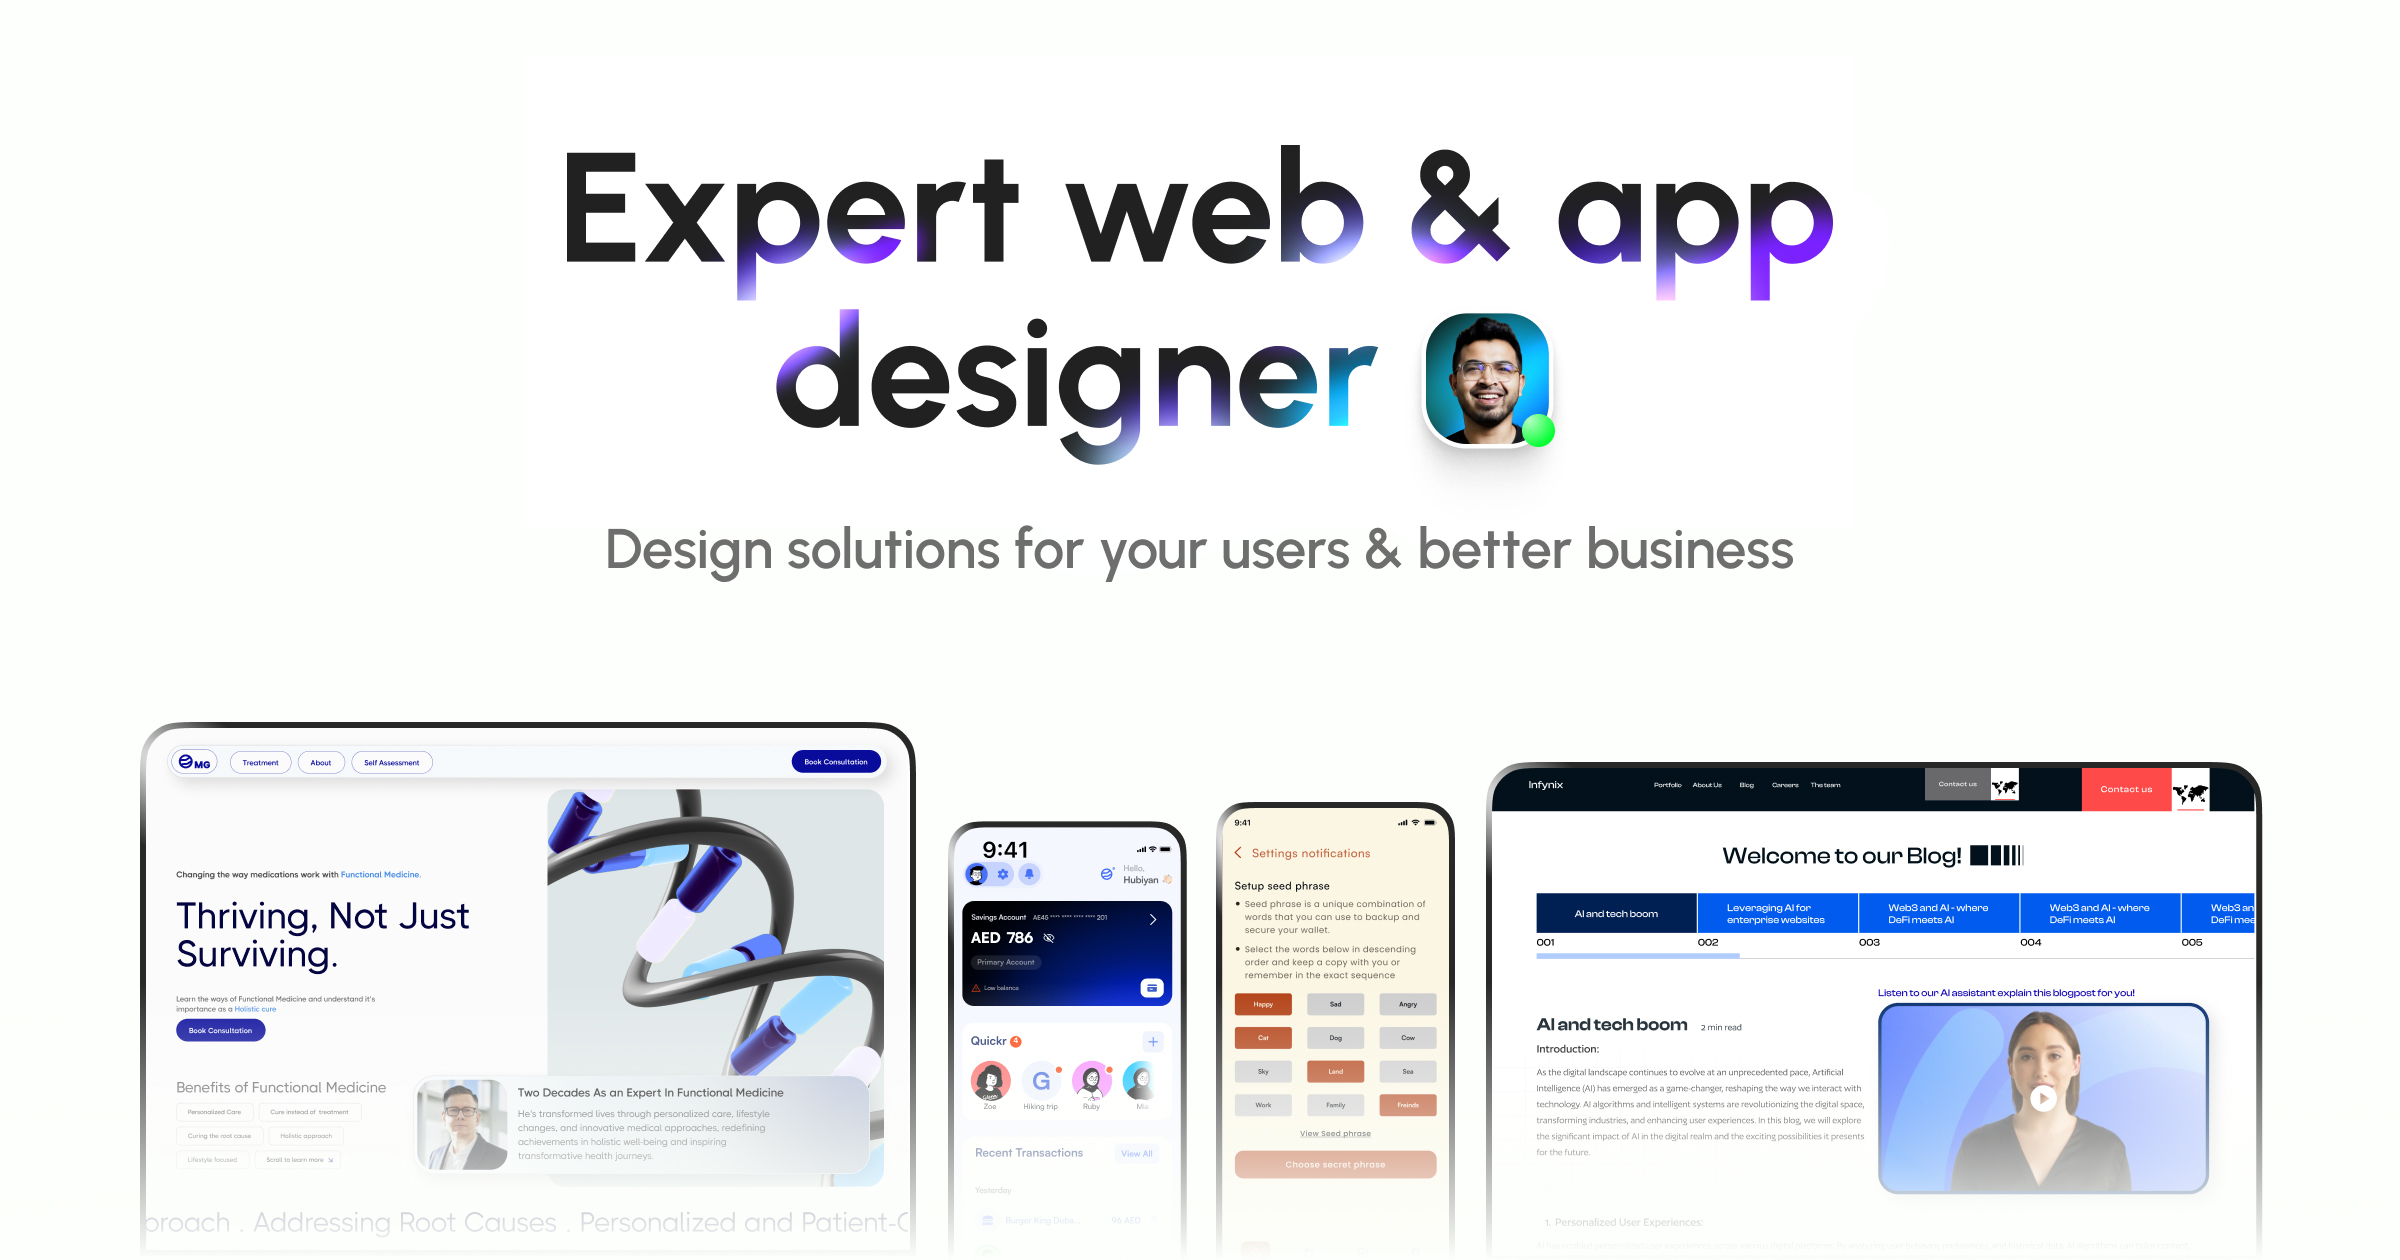 Expert web & app
designer
Design solutions for your users & better business
MG
Treatment
About
Self Assessment
Book Consultation
Changing the way medications work with Functional Medicine.
Thriving, Not Just
Surviving.
Learn the ways of Functional Medicine and understand it's
importance as a Holistic cure
Book Consultation
Benefits of Functional Medicine
Personalized Care
Cure instead of treatment
Curing the root cause
Holistic approach
Lifestyle focused
Scroll to learn more
Two Decades As an Expert In Functional Medicine
He's transformed lives through personalized care, lifestyle
changes, and innovative medical approaches, redefining
achievements in holistic well-being and inspiring
transformative health journeys.
proach . Addressing Root Causes . Personalized and Patient-C
9:41
Hello,
Hubiyan
Savings Account AE45 **** **** **** **** 201
AED 786
Primary Account
Low balance
Quickr 4
Zoe
G
Hiking trip
Ruby
Recent Transactions
View All
Yesterday
Burger King Duba...
96 AED
9:41
Settings notifications
Setup seed phrase
Seed phrase is a unique combination of
words that you can use to backup and
secure your wallet.
Select the words below in descending
order and keep a copy with you or
remember in the exact sequence
Happy
Sad
Angry
Cat
Dog
Cow
Sky
Land
Sea
Work
Family
Freinds
View Seed phrase
Choose secret phrase
Infynix
Portfolio
About Us
Blog
Careers
The team
Contact us
Contact us
Welcome to our Blog!
AI and tech boom
Leveraging AI for
enterprise websites
Web3 and AI - where
DeFi meets AI
Web3 and AI - where
DeFi meets AI
Web3 an
DeFi mee
001
002
003
004
005
Listen to our AI assistant explain this blogpost for you!
AI and tech boom
2 min read
Introduction:
As the digital landscape continues to evolve at an unprecedented pace, Artificial
Intelligence (AI) has emerged as a game-changer, reshaping the way we interact with
technology. AI algorithms and intelligent systems are revolutionizing the digital space,
transforming industries, and enhancing user experiences. In this blog, we will explore
the significant impact of AI in the digital realm and the exciting possibilities it presents
for the future.
1. Personalized User Experiences: